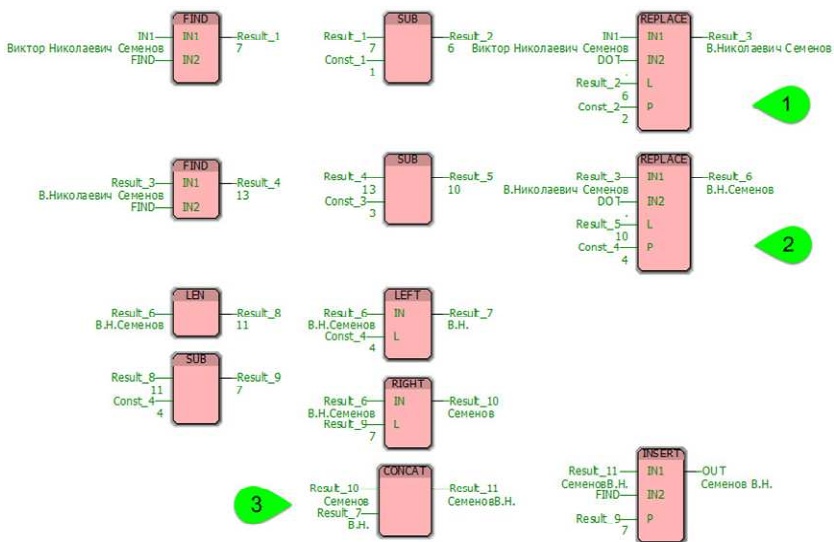 FIND
IN1 IN1 Result_1
Виктор Николаевич Семенов 7
FIND IN2
SUB
Result_1 Result_2
7 6
Const_1
1
REPLACE
IN1 IN1 Result_3
Виктор Николаевич Семенов В.Николаевич Семенов
DOT IN2
.
Result_2 L
6
Const_2 P
2
1
FIND
Result_3 IN1 Result_4
В.Николаевич Семенов 13
FIND IN2
SUB
Result_4 Result_5
13 10
Const_3
3
REPLACE
Result_3 IN1 Result_6
В.Николаевич Семенов В.Н.Семенов
DOT IN2
.
Result_5 L
10
Const_4 P
4
2
LEN
Result_6 Result_8
В.Н.Семенов 11
LEFT
Result_6 IN Result_7
В.Н.Семенов В.Н.
Const_4 L
4
SUB
Result_8 Result_9
11 7
Const_4
4
RIGHT
Result_6 IN Result_10
В.Н.Семенов Семенов
Result_9 L
7
3
CONCAT
Result_10 Result_11
Семенов СеменовВ.Н.
Result_7
В.Н.
INSERT
Result_11 IN1 OUT
СеменовВ.Н. Семенов В.Н.
FIND IN2
Result_9 P
7